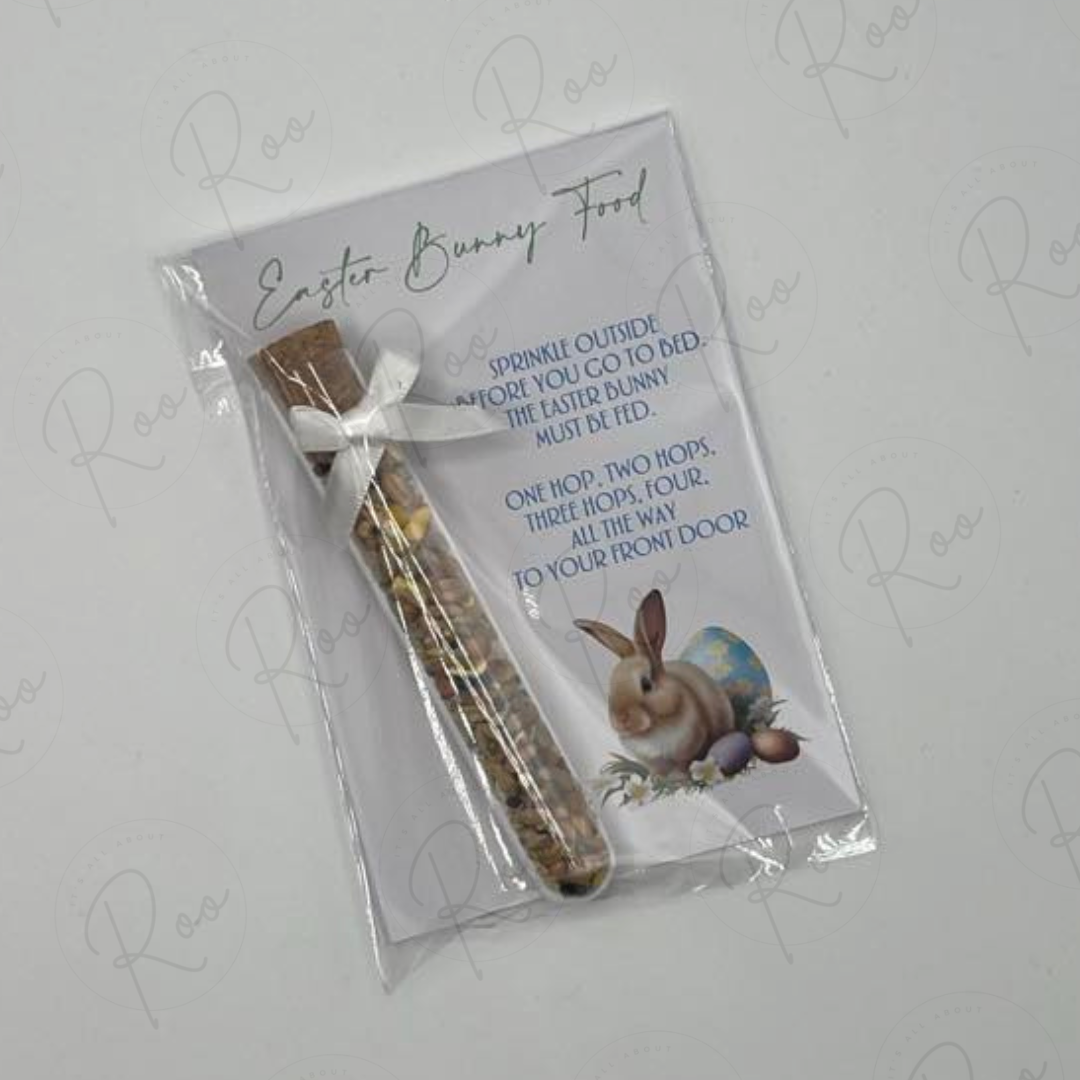 Easter Bunny Food
SPRINKLE OUTSIDE
BEFORE YOU GO TO BED.
THE EASTER BUNNY
MUST BE FED.
ONE HOP, TWO HOPS,
THREE HOPS, FOUR,
ALL THE WAY
TO YOUR FRONT DOOR
Roo